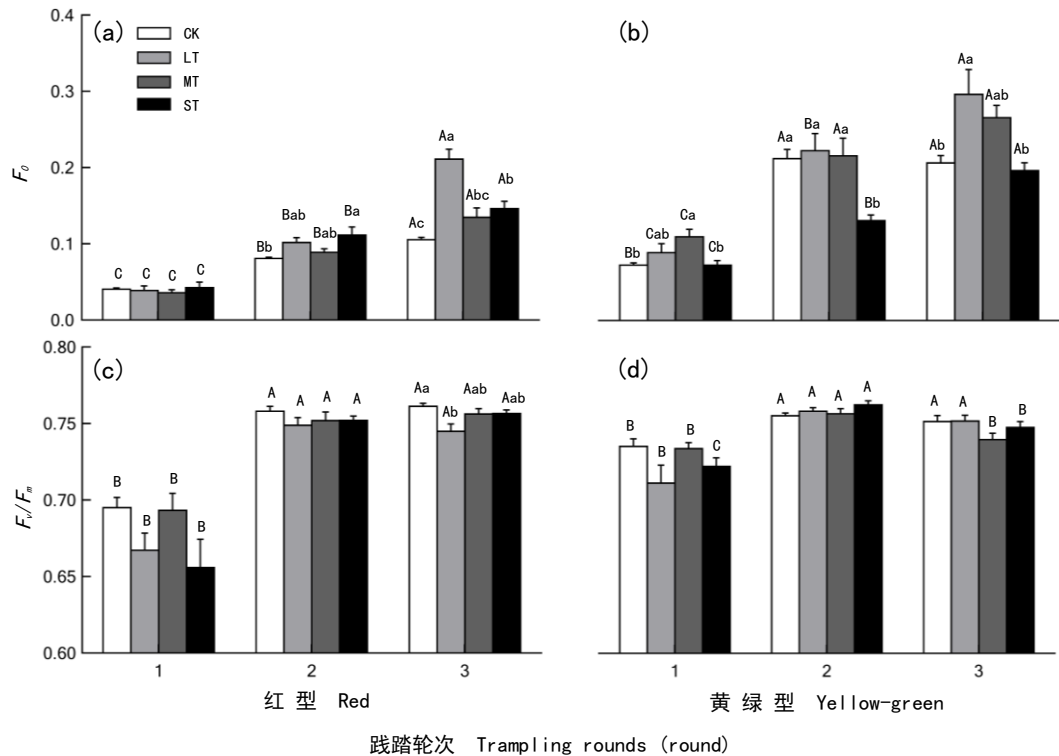 0.4
(a)
CK
LT
MT
ST
(b)
0.3
0.2
0.1
0.0
F0
C C C C
Bb Bab Bab Ba
Ac Aa Abc Ab
Bb Cab Ca Cb
Aa Ba Aa Bb
Ab Aa Aab Ab
0.80
(c)
(d)
0.75
0.70
0.65
0.60
Fv/Fm
B B B B
A A A A
Aa Ab Aab Aab
B B B C
A A A A
A A B B
1 2 3 1 2 3
红 型 Red
黄 绿 型 Yellow-green
践踏轮次 Trampling rounds (round)